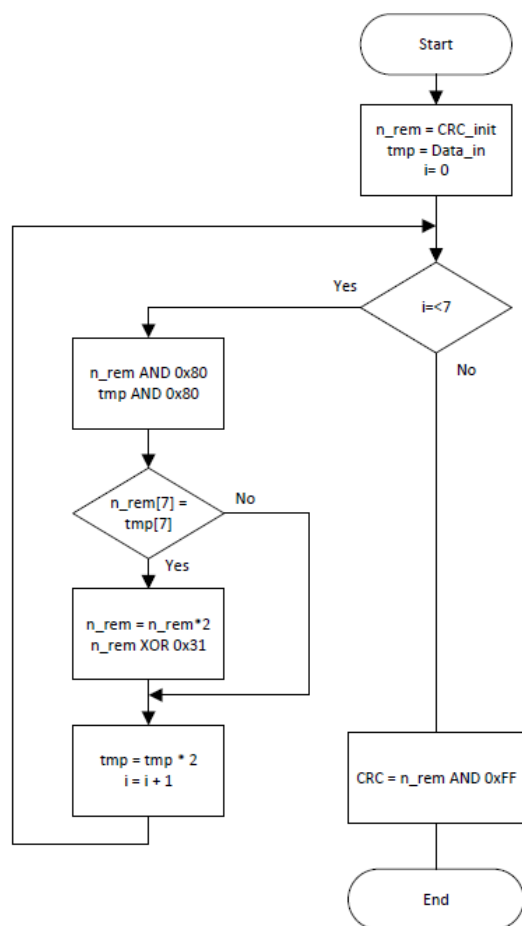 Start
n_rem = CRC_init
tmp = Data_in
i= 0
i=<7
Yes
No
n_rem AND 0x80
tmp AND 0x80
n_rem[7] =
tmp[7]
No
Yes
n_rem = n_rem*2
n_rem XOR 0x31
tmp = tmp * 2
i = i + 1
CRC = n_rem AND 0xFF
End